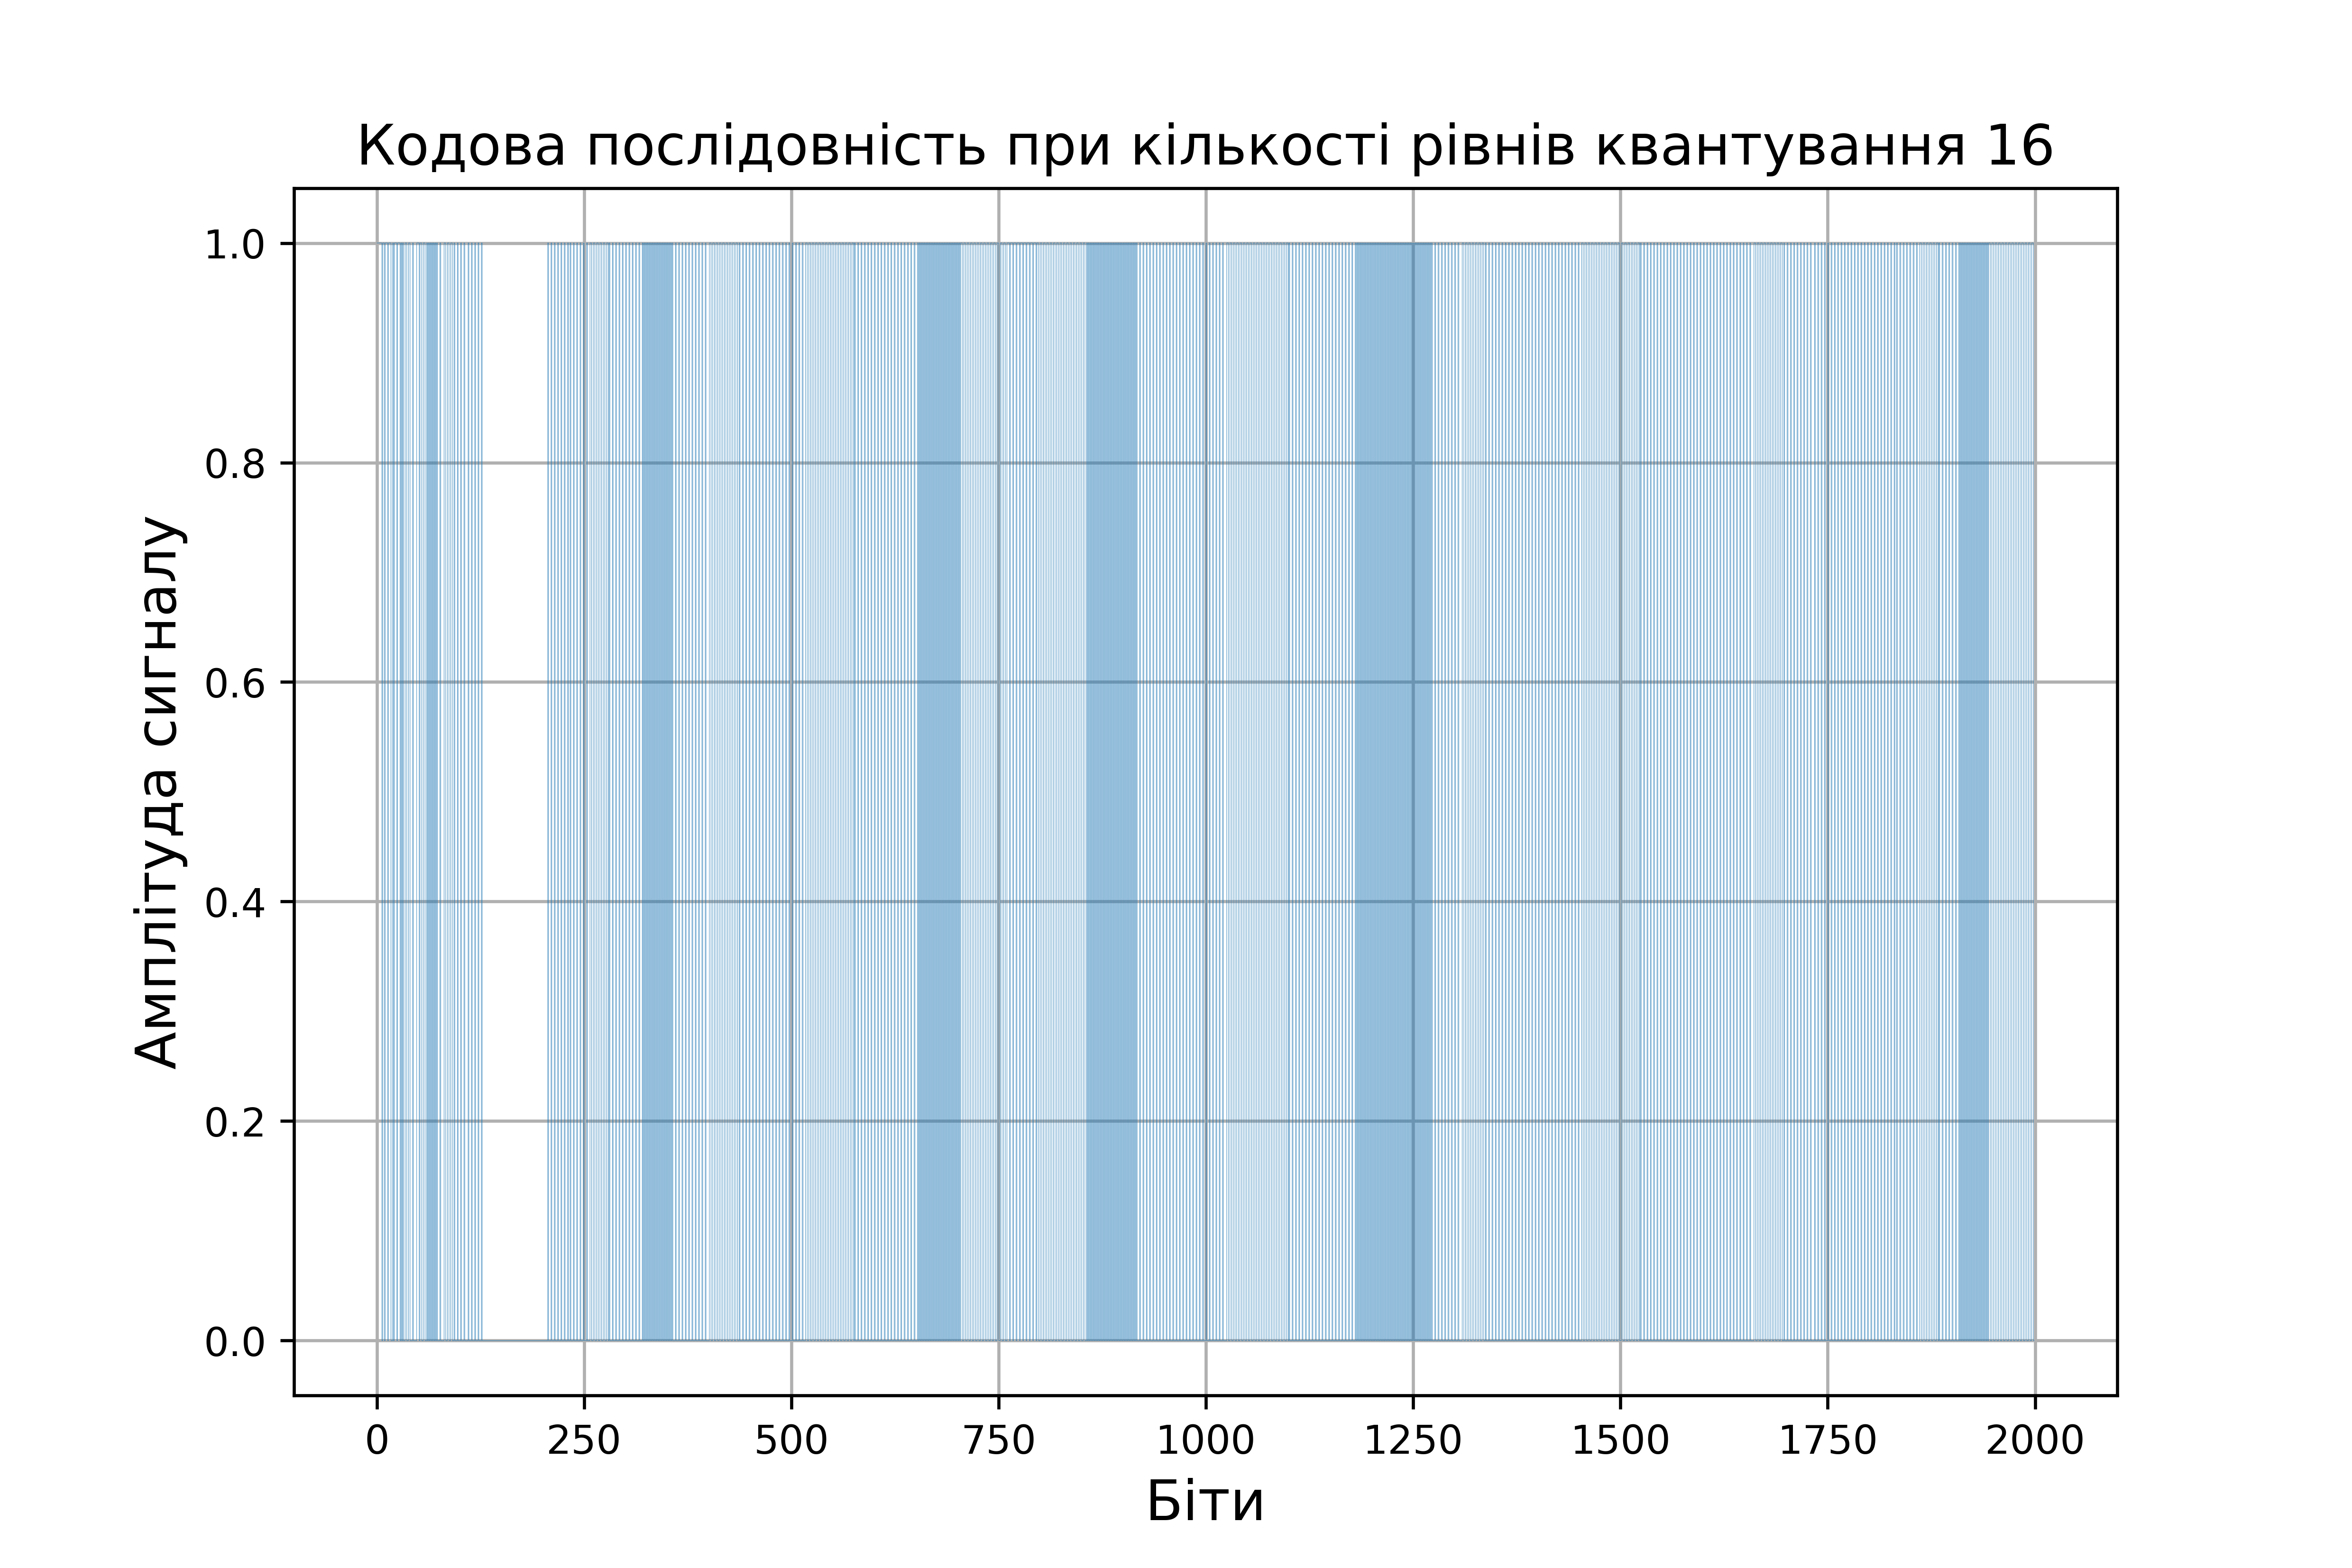 Кодова послідовність при кількості рівнів квантування 16
Амплітуда сигналу
1.0
0.8
0.6
0.4
0.2
0.0
0 250 500 750 1000 1250 1500 1750 2000
Біти